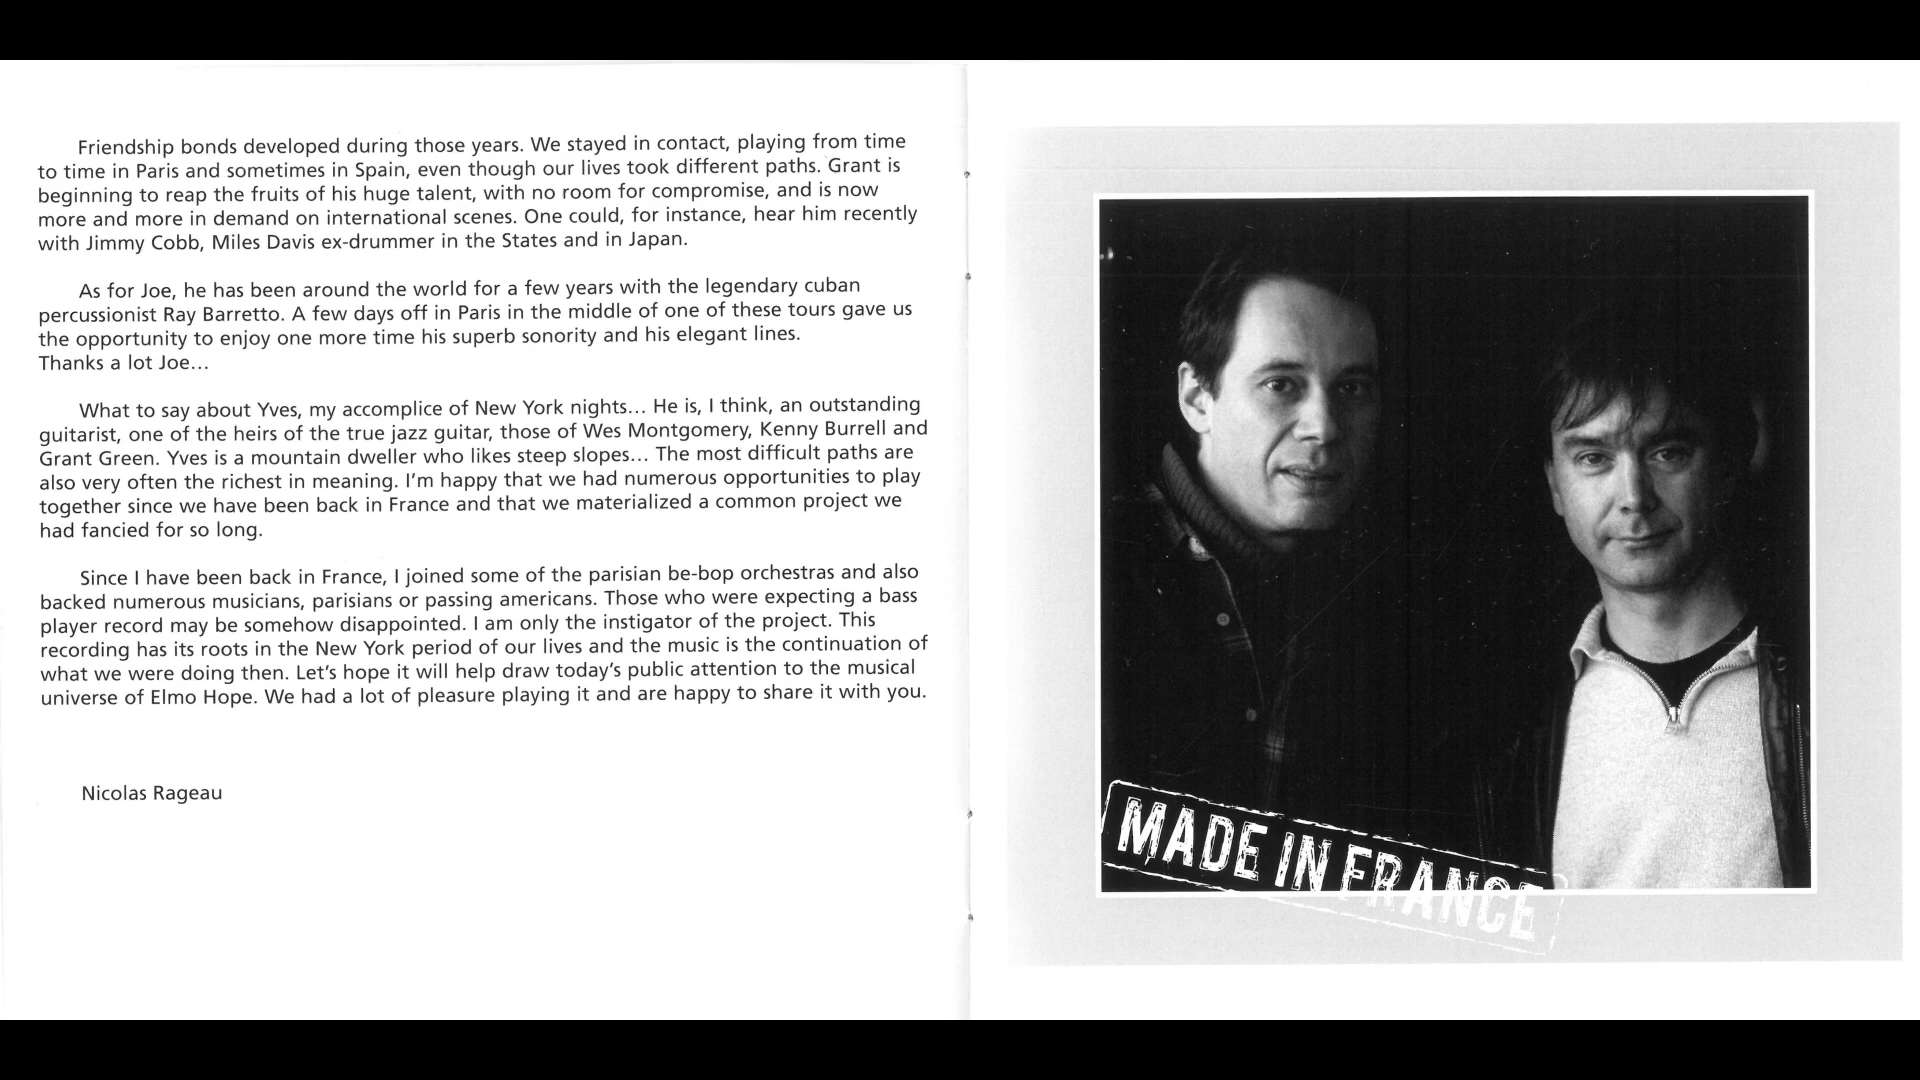 Friendship bonds developed during those years. We stayed in contact, playing from time
to time in Paris and sometimes in Spain, even though our lives took different paths. Grant is
beginning to reap the fruits of his huge talent, with no room for compromise, and is now
more and more in demand on international scenes. One could, for instance, hear him recently
with Jimmy Cobb, Miles Davis ex-drummer in the States and in Japan.
As for Joe, he has been around the world for a few years with the legendary cuban
percussionist Ray Barretto. A few days off in Paris in the middle of one of these tours gave us
the opportunity to enjoy one more time his superb sonority and his elegant lines.
Thanks a lot Joe...
What to say about Yves, my accomplice of New York nights... He is, I think, an outstanding
guitarist, one of the heirs of the true jazz guitar, those of Wes Montgomery, Kenny Burrell and
Grant Green. Yves is a mountain dweller who likes steep slopes... The most difficult paths are
also very often the richest in meaning. I'm happy that we had numerous opportunities to play
together since we have been back in France and that we materialized a common project we
had fancied for so long.
Since I have been back in France, I joined some of the parisian be-bop orchestras and also
backed numerous musicians, parisians or passing americans. Those who were expecting a bass
player record may be somehow disappointed. I am only the instigator of the project. This
recording has its roots in the New York period of our lives and the music is the continuation of
what we were doing then. Let's hope it will help draw today's public attention to the musical
universe of Elmo Hope. We had a lot of pleasure playing it and are happy to share it with you.
Nicolas Rageau
MADE IN FRANCE